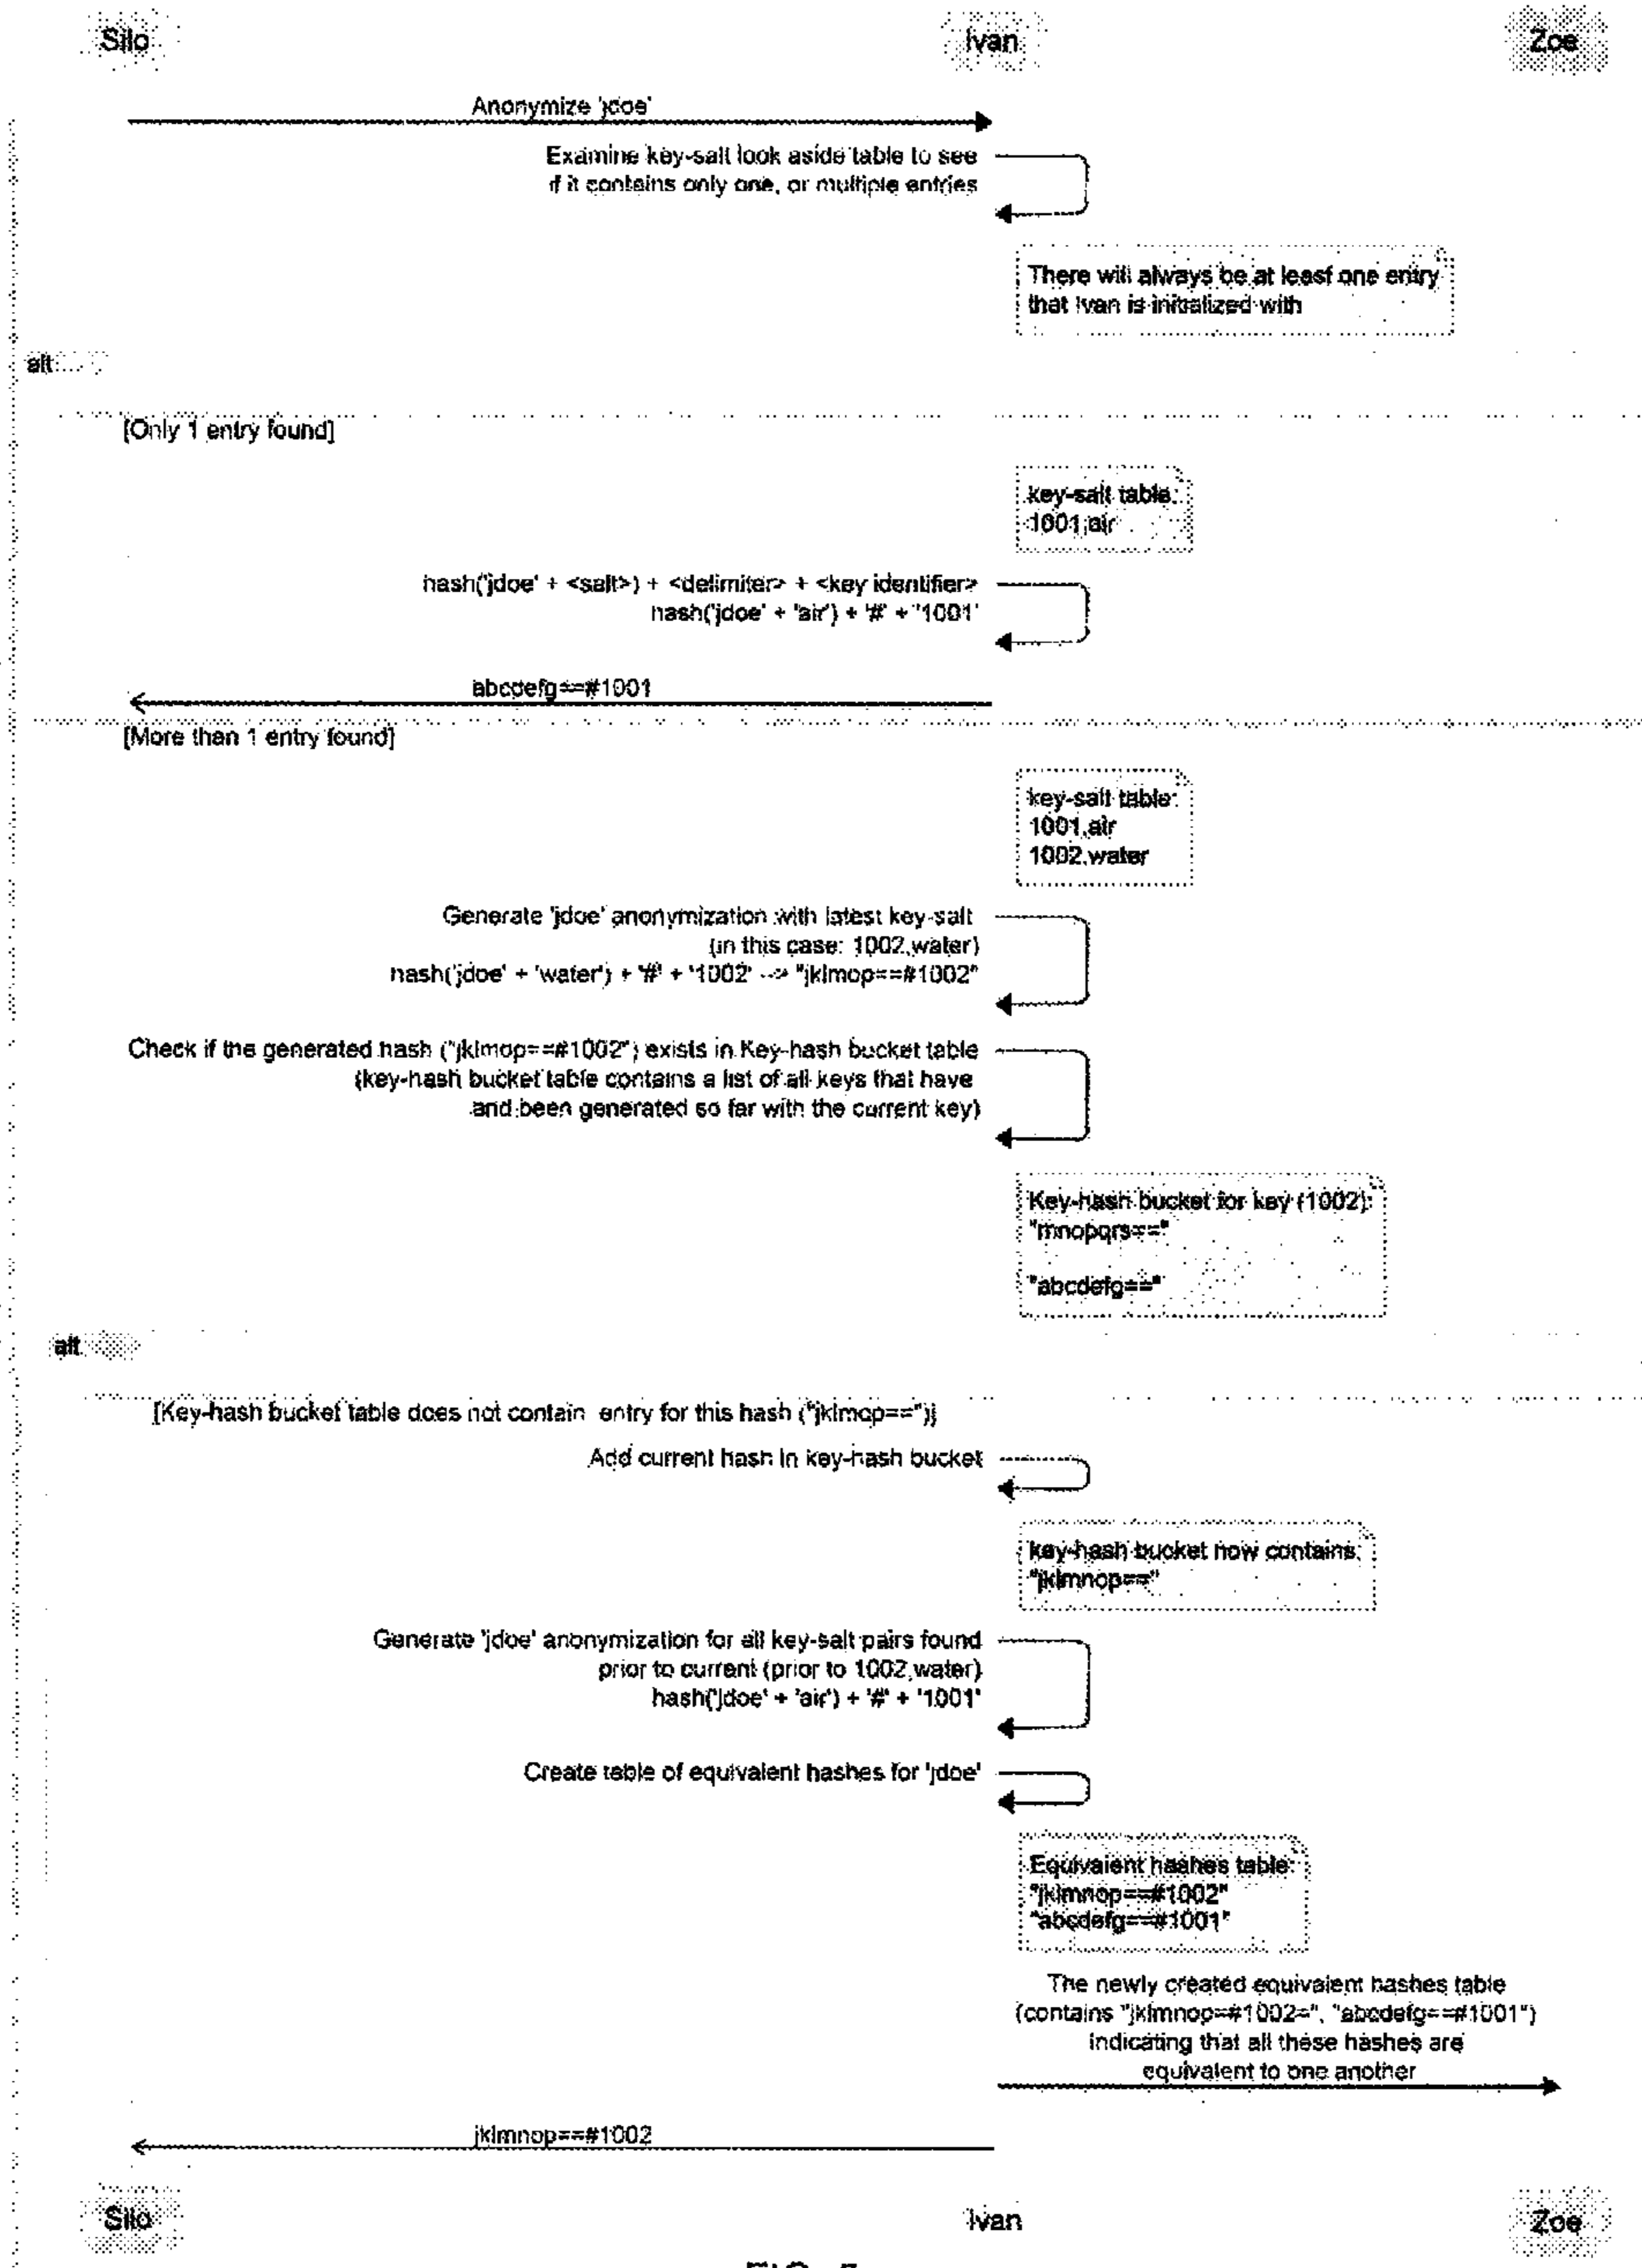 Silo
Ivan
Zoe
Anonymize 'jdoe'
Examine key-salt look aside table to see
if it contains only one, or multiple entries
There will always be at least one entry
that Ivan is initialized with
alt
[Only 1 entry found]
key-salt table:
1001,air
hash('jdoe' + <salt>) + <delimiter> + <key identifier>
hash('jdoe' + 'air') + '#' + '1001'
abcdefg==#1001
[More than 1 entry found]
key-salt table:
1001,air
1002,water
Generate 'jdoe' anonymization with latest key-salt
(in this case: 1002,water)
hash('jdoe' + 'water') + '#' + '1002' --> "jklmop==#1002"
Check if the generated hash ("jklmop==#1002") exists in Key-hash bucket table
(key-hash bucket table contains a list of all keys that have
and been generated so far with the current key)
Key-hash bucket for key (1002):
"mnopqrs=="
"abcdefg=="
alt
[Key-hash bucket table does not contain entry for this hash ("jklmop==")]
Add current hash in key-hash bucket
key-hash bucket now contains:
"jklmnop=="
Generate 'jdoe' anonymization for all key-salt pairs found
prior to current (prior to 1002,water)
hash('jdoe' + 'air') + '#' + '1001'
Create table of equivalent hashes for 'jdoe'
Equivalent hashes table:
"jklmnop==#1002"
"abcdefg==#1001"
The newly created equivalent hashes table
(contains "jklmnop=#1002=", "abcdefg==#1001")
indicating that all these hashes are
equivalent to one another
jklmnop==#1002
Silo
Ivan
Zoe